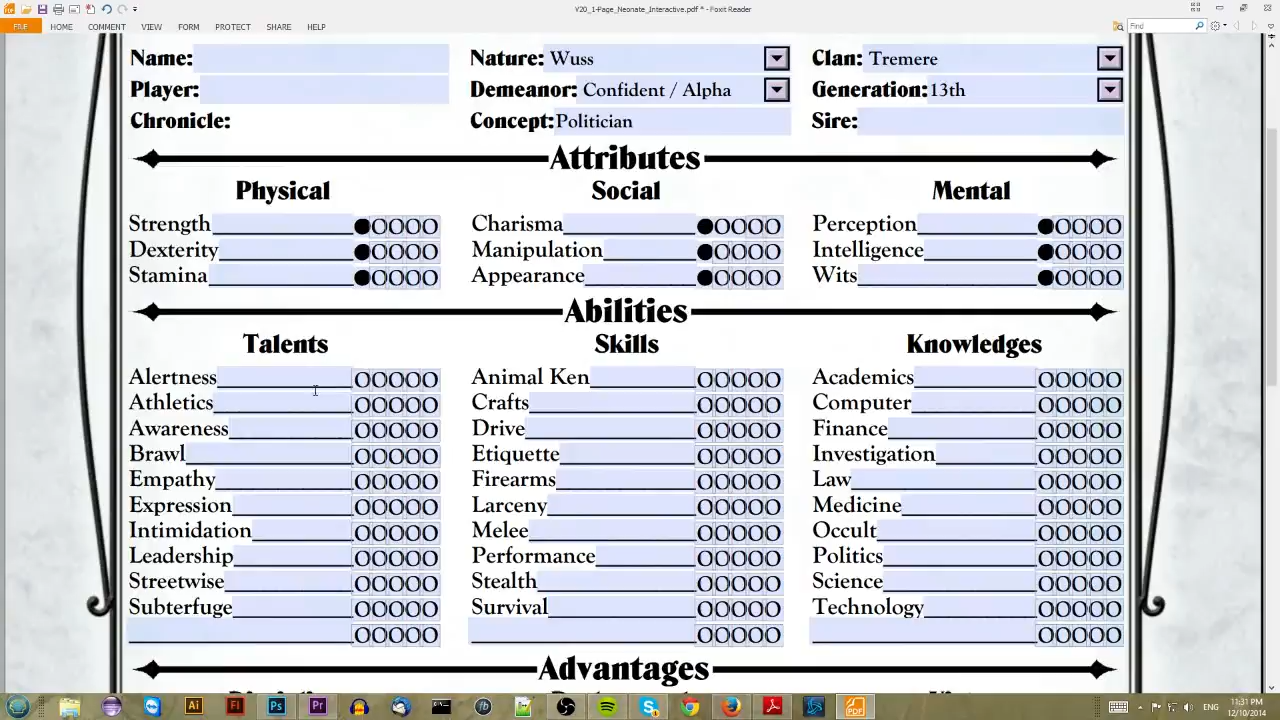 V20_1-Page_Neonate_Interactive.pdf * - Foxit Reader
FILE HOME COMMENT VIEW FORM PROTECT SHARE HELP
Find
Name: Nature: Wuss Clan: Tremere
Player: Demeanor: Confident / Alpha Generation: 13th
Chronicle: Concept: Politician Sire:
Attributes
Physical Social Mental
Strength Charisma Perception
Dexterity Manipulation Intelligence
Stamina Appearance Wits
Abilities
Talents Skills Knowledges
Alertness Animal Ken Academics
Athletics Crafts Computer
Awareness Drive Finance
Brawl Etiquette Investigation
Empathy Firearms Law
Expression Larceny Medicine
Intimidation Melee Occult
Leadership Performance Politics
Streetwise Stealth Science
Subterfuge Survival Technology
Advantages
11:31 PM
12/10/2014